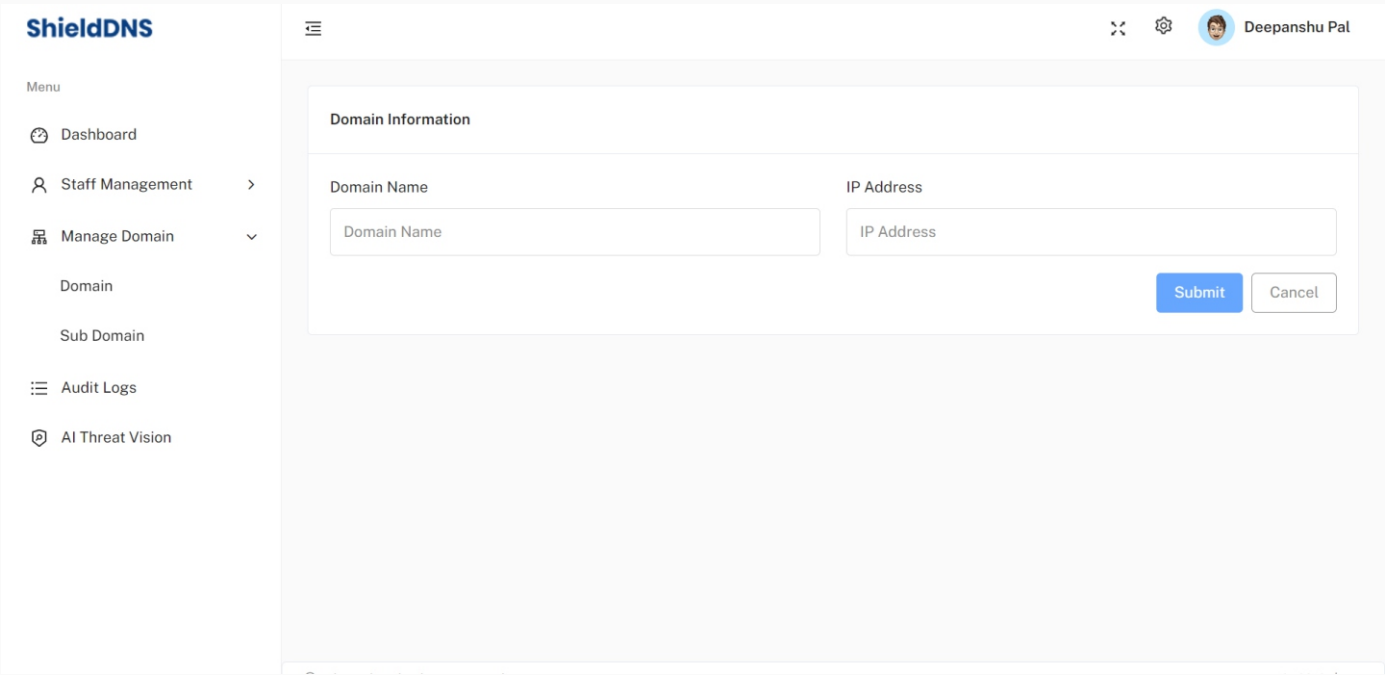 ShieldDNS
Deepanshu Pal
Menu
Dashboard
Staff Management
Manage Domain
Domain
Sub Domain
Audit Logs
AI Threat Vision
Domain Information
Domain Name
IP Address
Domain Name
IP Address
Submit
Cancel